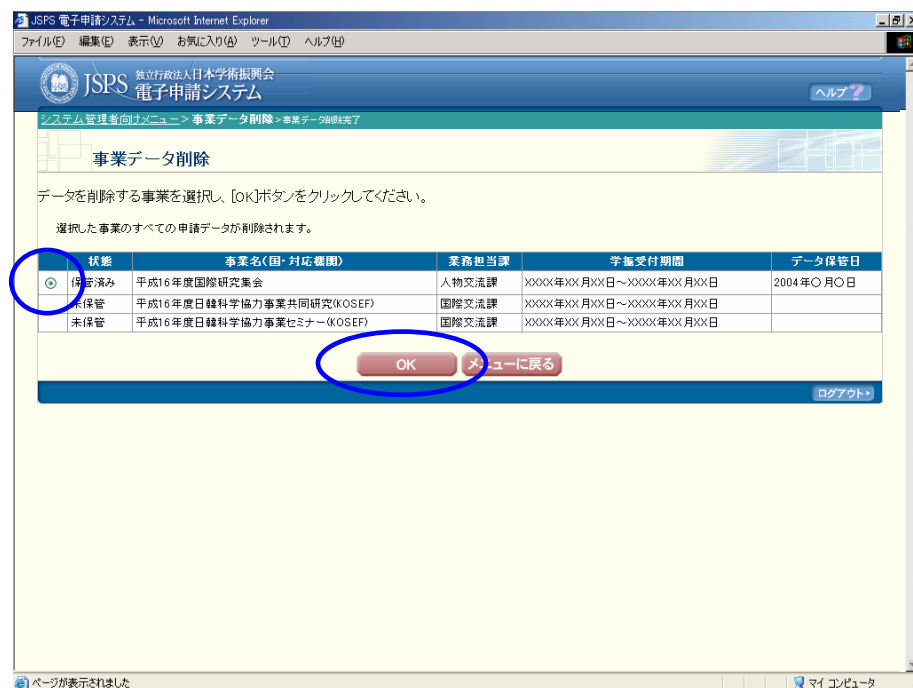 JSPS 電子申請システム - Microsoft Internet Explorer
ファイル(F) 編集(E) 表示(V) お気に入り(A) ツール(T) ヘルプ(H)
JSPS 独立行政法人日本学術振興会
電子申請システム
ヘルプ ?
システム管理者向けメニュー > 事業データ削除 > 事業データ削除完了
事業データ削除
データを削除する事業を選択し、[OK]ボタンをクリックしてください。
選択した事業のすべての申請データが削除されます。
状態 事業名(国・対応機関) 業務担当課 学振受付期間 データ保管日
保管済み 平成16年度国際研究集会 人物交流課 XXXX年XX月XX日～XXXX年XX月XX日 2004年○月○日
未保管 平成16年度日韓科学協力事業共同研究(KOSEF) 国際交流課 XXXX年XX月XX日～XXXX年XX月XX日
未保管 平成16年度日韓科学協力事業セミナー(KOSEF) 国際交流課 XXXX年XX月XX日～XXXX年XX月XX日
OK メニューに戻る
ログアウト
ページが表示されました マイ コンピュータ